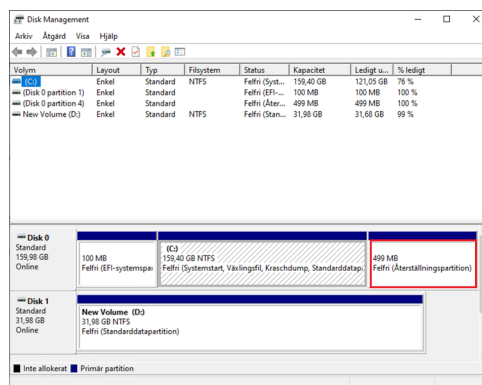 Disk Management
Arkiv Åtgärd Visa Hjälp
Volym Layout Typ Filsystem Status Kapacitet Ledigt u... % ledigt
(C:) Enkel Standard NTFS Felfri (Syst... 159,40 GB 121,05 GB 76 %
(Disk 0 partition 1) Enkel Standard Felfri (EFI-... 100 MB 100 MB 100 %
(Disk 0 partition 4) Enkel Standard Felfri (Åter... 499 MB 499 MB 100 %
New Volume (D:) Enkel Standard NTFS Felfri (Stan... 31,98 GB 31,68 GB 99 %
Disk 0
Standard
159,98 GB
Online
100 MB
Felfri (EFI-systemspar
(C:)
159,40 GB NTFS
Felfri (Systemstart, Växlingsfil, Kraschdump, Standarddatap.
499 MB
Felfri (Återställningspartition)
Disk 1
Standard
31,98 GB
Online
New Volume (D:)
31,98 GB NTFS
Felfri (Standarddatapartition)
Inte allokerat Primär partition